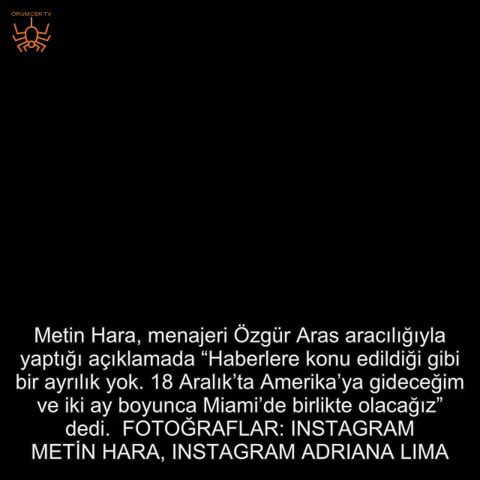 ÖRÜMCEK TV
Metin Hara, menajeri Özgür Aras aracılığıyla
yaptığı açıklamada “Haberlere konu edildiği gibi
bir ayrılık yok. 18 Aralık’ta Amerika’ya gideceğim
ve iki ay boyunca Miami’de birlikte olacağız”
dedi.  FOTOĞRAFLAR: INSTAGRAM
METİN HARA, INSTAGRAM ADRIANA LIMA